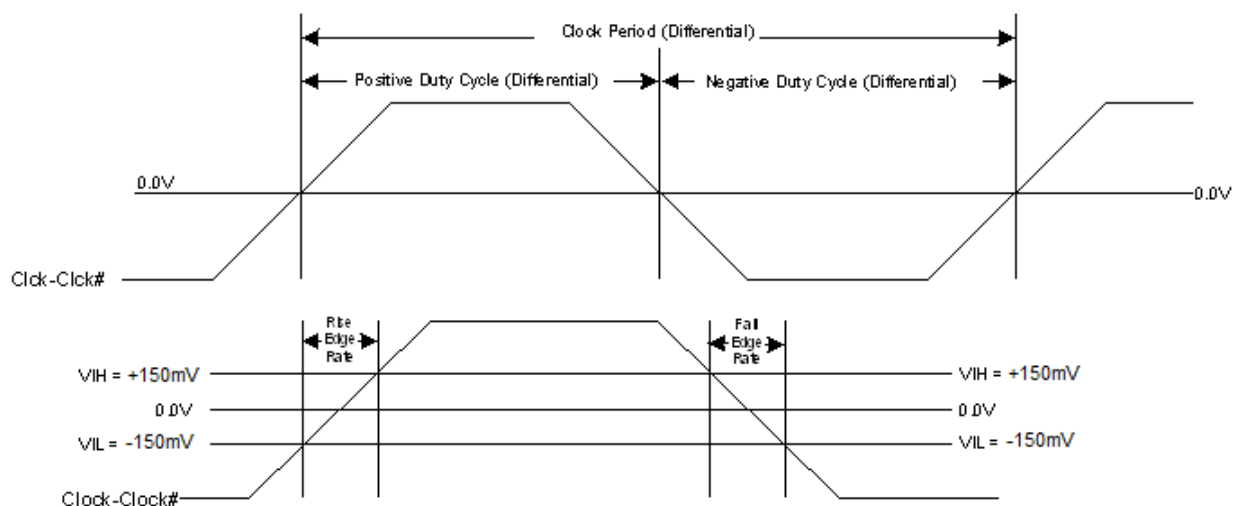 Clock Period (Differential)
Positive Duty Cycle (Differential)
Negative Duty Cycle (Differential)
0.0V
0.0V
Clck-Clck#
Rise
Edge
Rate
Fall
Edge
Rate
VIH = +150mV
VIH = +150mV
0.0V
0.0V
VIL = -150mV
VIL = -150mV
Clock-Clock#